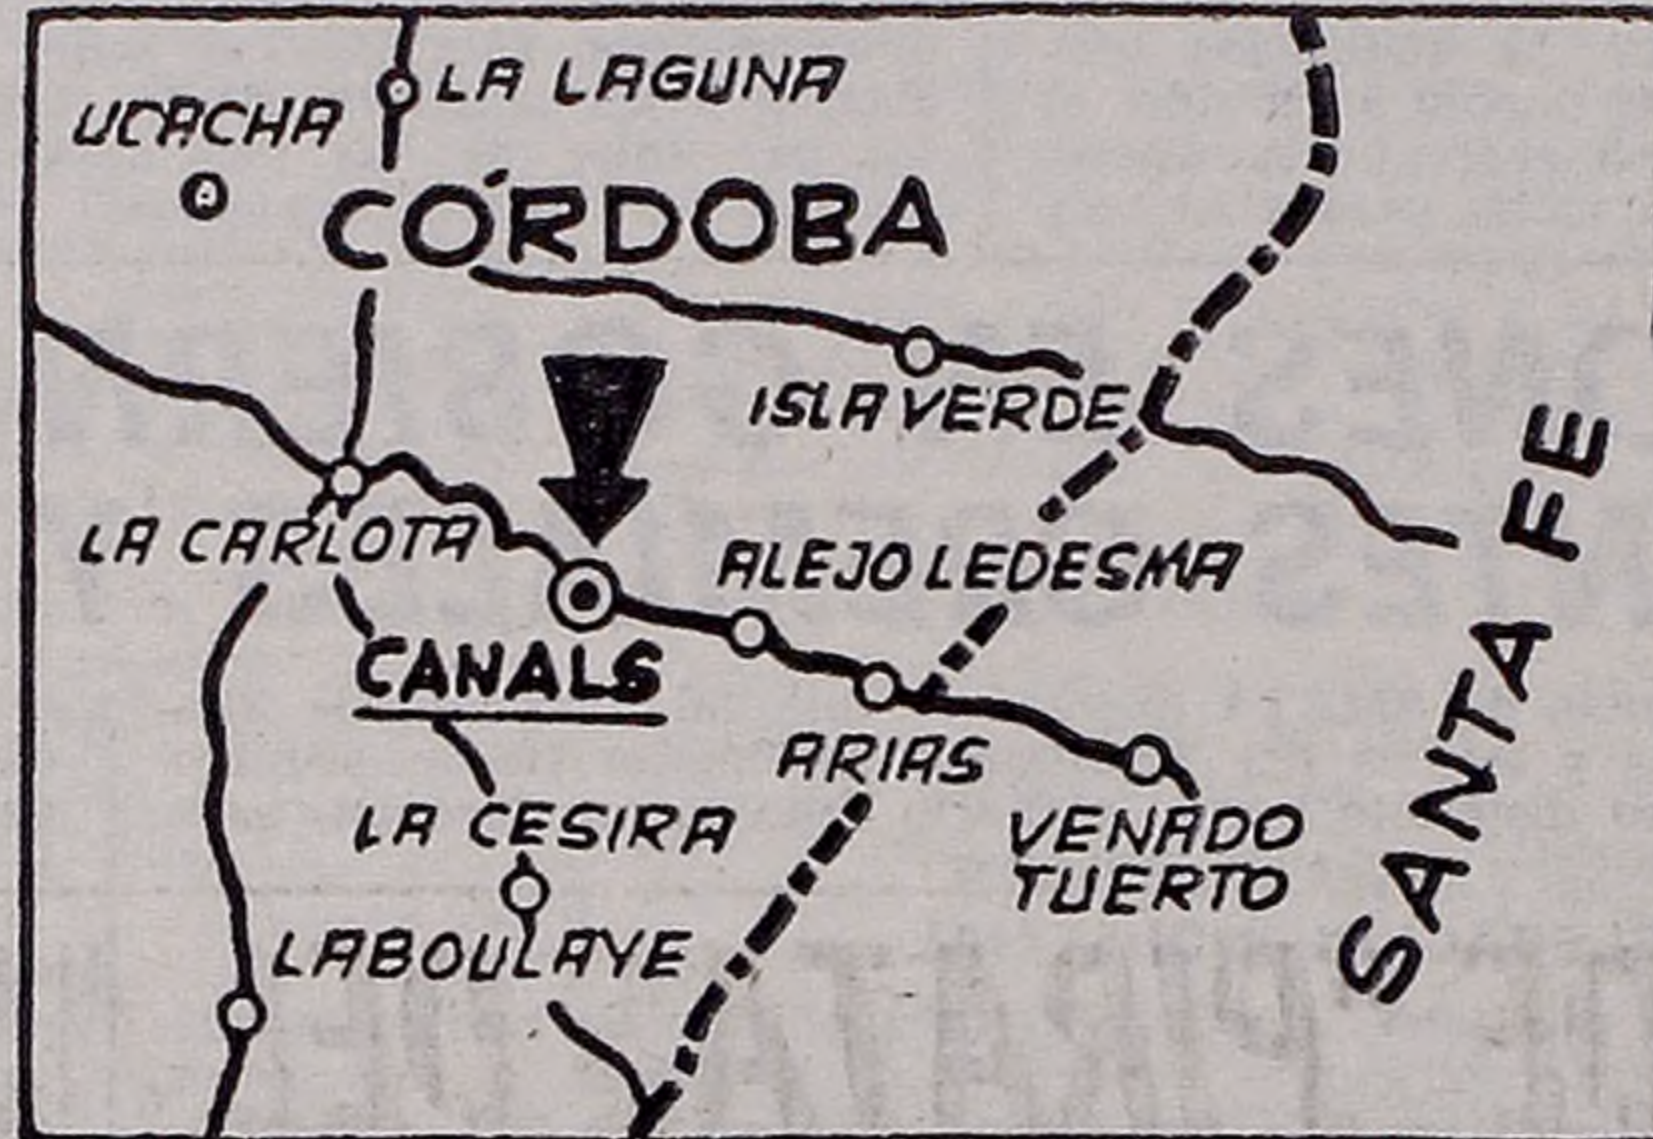 LA LAGUNA
UCACHA
CÓRDOBA
ISLA VERDE
LA CARLOTA
ALEJO LEDESMA
CANALS
ARIAS
LA CESIRA
VENADO
TUERTO
LABOULAYE
SANTA FE